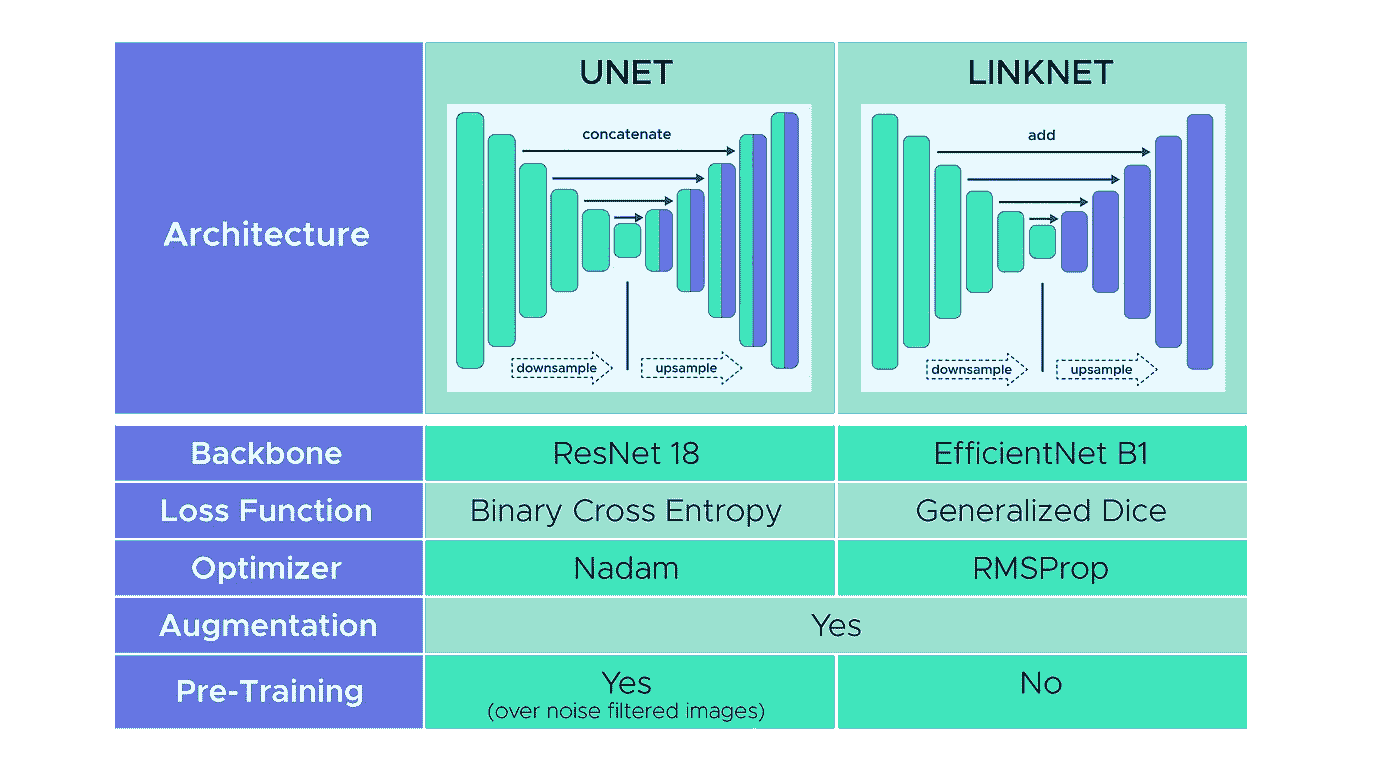 UNET
LINKNET
concatenate
add
Architecture
downsample
upsample
downsample
upsample
Backbone
ResNet 18
EfficientNet B1
Loss Function
Binary Cross Entropy
Generalized Dice
Optimizer
Nadam
RMSProp
Augmentation
Yes
Pre-Training
Yes
(over noise filtered images)
No